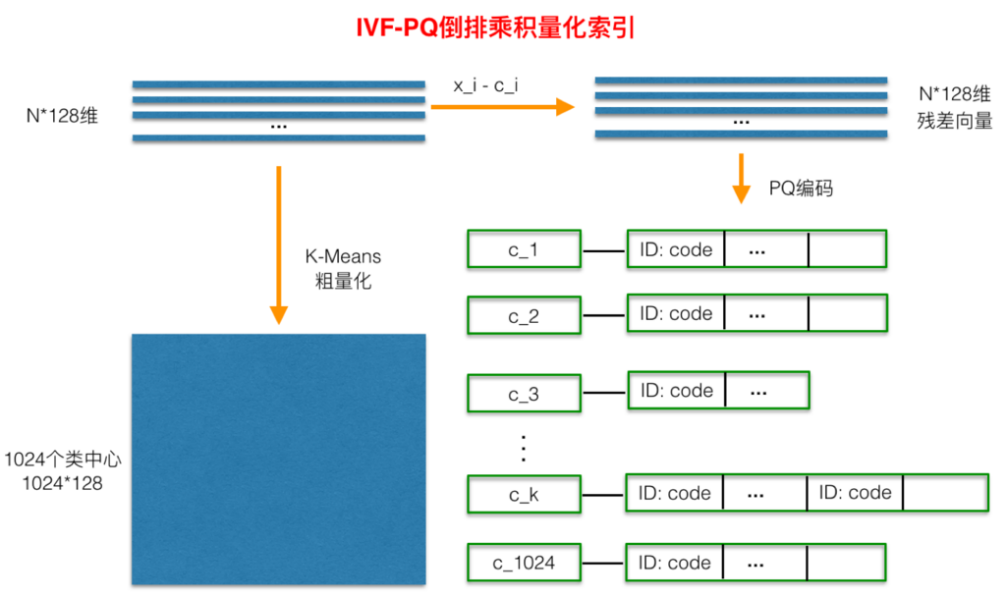 IVF-PQ倒排乘积量化索引
N*128维
...
x_i - c_i
...
N*128维
残差向量
PQ编码
K-Means
粗量化
1024个类中心
1024*128
c_1
ID: code
...
c_2
ID: code
...
c_3
ID: code
...
⋮
c_k
ID: code
...
ID: code
c_1024
ID: code
...